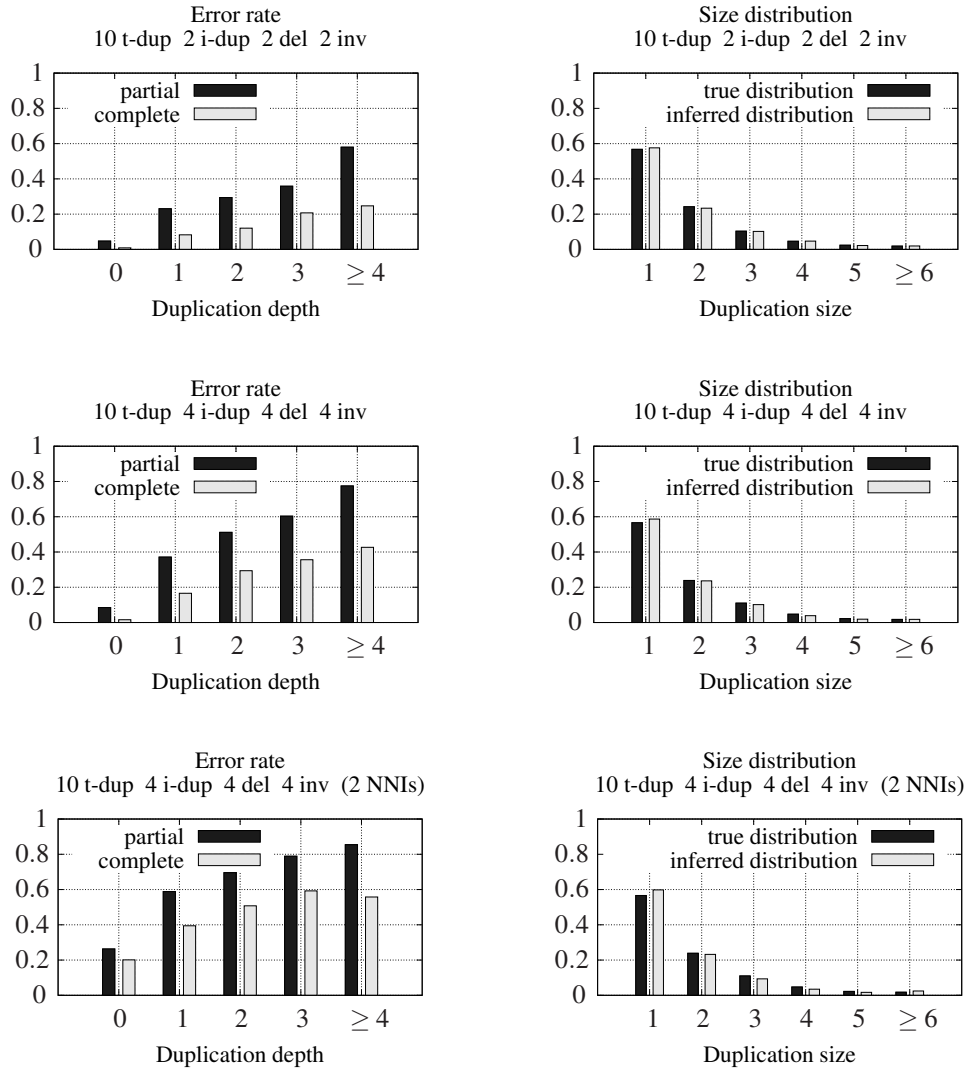 Error rate
10 t-dup 2 i-dup 2 del 2 inv
1
0.8
0.6
0.4
0.2
0
partial
complete
0 1 2 3 ≥ 4
Duplication depth
Size distribution
10 t-dup 2 i-dup 2 del 2 inv
1
0.8
0.6
0.4
0.2
0
true distribution
inferred distribution
1 2 3 4 5 ≥ 6
Duplication size
Error rate
10 t-dup 4 i-dup 4 del 4 inv
1
0.8
0.6
0.4
0.2
0
partial
complete
0 1 2 3 ≥ 4
Duplication depth
Size distribution
10 t-dup 4 i-dup 4 del 4 inv
1
0.8
0.6
0.4
0.2
0
true distribution
inferred distribution
1 2 3 4 5 ≥ 6
Duplication size
Error rate
10 t-dup 4 i-dup 4 del 4 inv (2 NNIs)
1
0.8
0.6
0.4
0.2
0
partial
complete
0 1 2 3 ≥ 4
Duplication depth
Size distribution
10 t-dup 4 i-dup 4 del 4 inv (2 NNIs)
1
0.8
0.6
0.4
0.2
0
true distribution
inferred distribution
1 2 3 4 5 ≥ 6
Duplication size